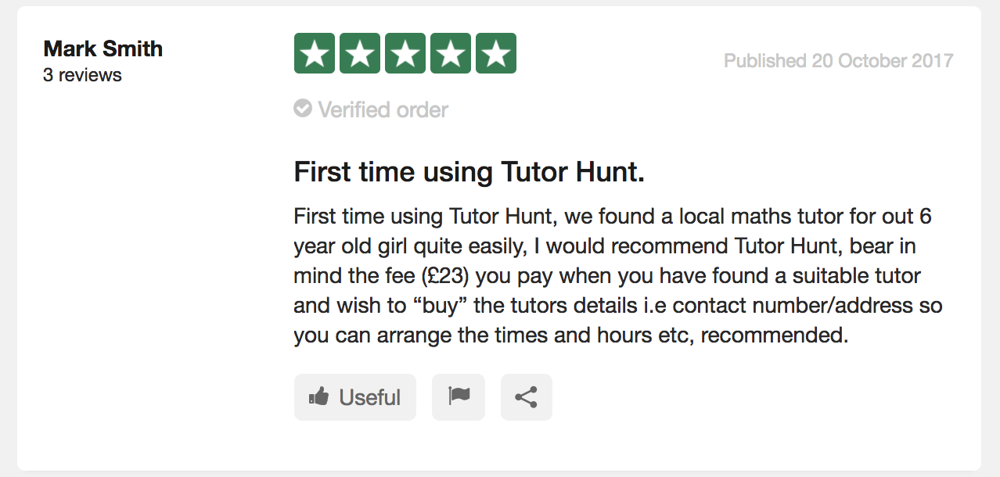 Mark Smith
3 reviews
Published 20 October 2017
Verified order
First time using Tutor Hunt.
First time using Tutor Hunt, we found a local maths tutor for out 6
year old girl quite easily, I would recommend Tutor Hunt, bear in
mind the fee (£23) you pay when you have found a suitable tutor
and wish to “buy” the tutors details i.e contact number/address so
you can arrange the times and hours etc, recommended.
Useful